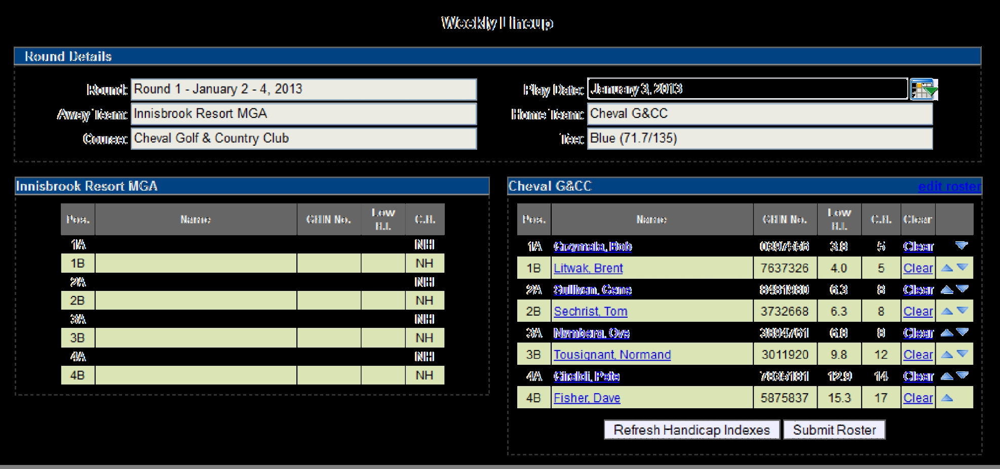 Weekly Lineup
Round Details
Round: Round 1 - January 2 - 4, 2013 Play Date: January 3, 2013
Away Team: Innisbrook Resort MGA Home Team: Cheval G&CC
Course: Cheval Golf & Country Club Tee: Blue (71.7/135)
Innisbrook Resort MGA
Pos. Name GHIN No. Low H.I. C.H.
1A NH
1B NH
2A NH
2B NH
3A NH
3B NH
4A NH
4B NH
Cheval G&CC edit roster
Pos. Name GHIN No. Low H.I. C.H. Clear
1A Grzymala, Bob 0397556 3.8 5 Clear
1B Litwak, Brent 7637326 4.0 5 Clear
2A Sullivan, Gene 8481980 6.3 8 Clear
2B Sechrist, Tom 3732668 6.3 8 Clear
3A Nymberg, Ove 3894761 6.8 8 Clear
3B Tousignant, Normand 3011920 9.8 12 Clear
4A Giraldi, Pete 12.9 14 Clear
4B Fisher, Dave 5875837 15.3 17 Clear
Refresh Handicap Indexes Submit Roster